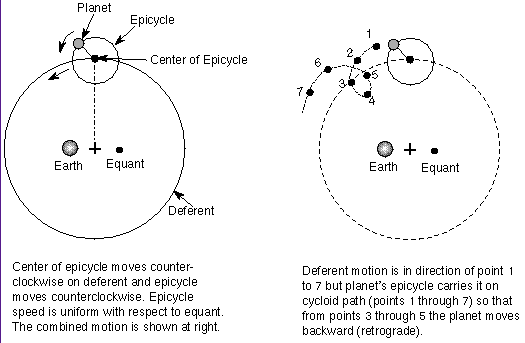 Planet
Epicycle
Center of Epicycle
Earth
Equant
Deferent
Center of epicycle moves counter-
clockwise on deferent and epicycle
moves counterclockwise. Epicycle
speed is uniform with respect to equant.
The combined motion is shown at right.
1
2
3
4
5
6
7
Earth
Equant
Deferent motion is in direction of point 1
to 7 but planet's epicycle carries it on
cycloid path (points 1 through 7) so that
from points 3 through 5 the planet moves
backward (retrograde).